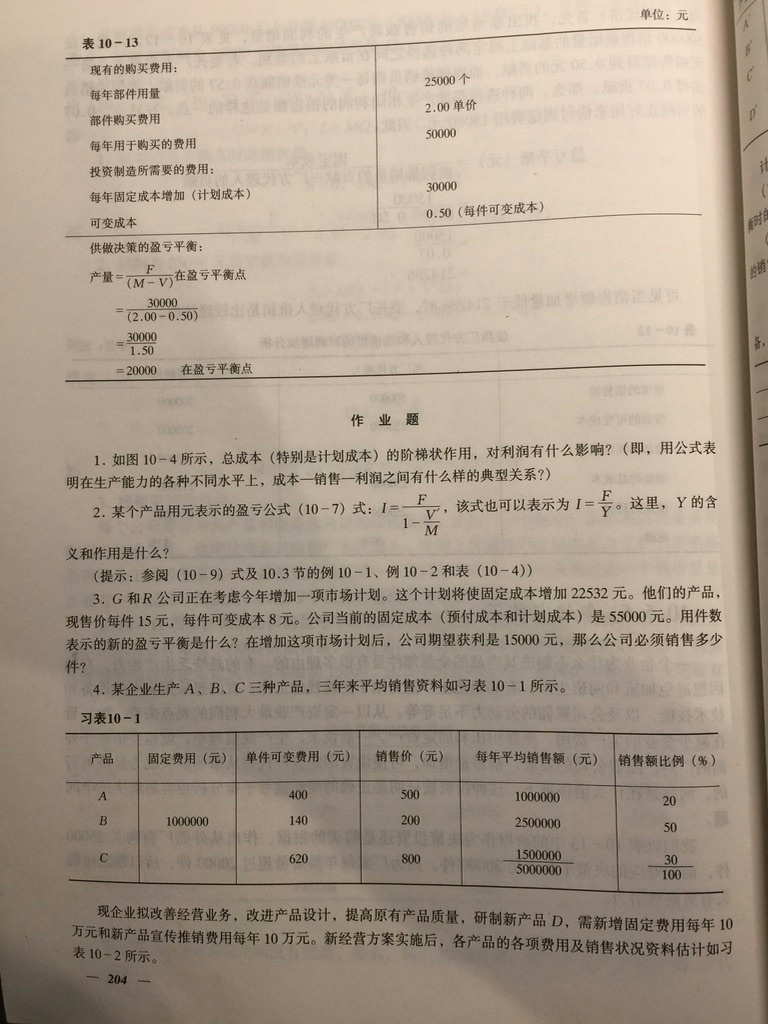 单位：元
表 10-13
现有的购买费用：
每年部件用量 25000 个
部件购买费用 2.00 单价
每年用于购买的费用 50000
投资制造所需要的费用：
每年固定成本增加（计划成本） 30000
可变成本 0.50（每件可变成本）
供做决策的盈亏平衡：
产量＝F/(M－V) 在盈亏平衡点
＝30000/(2.00－0.50)
＝30000/1.50
＝20000 在盈亏平衡点
作 业 题
1. 如图 10-4 所示，总成本（特别是计划成本）的阶梯状作用，对利润有什么影响？（即，用公式表
明在生产能力的各种不同水平上，成本—销售—利润之间有什么样的典型关系？）
2. 某个产品用元表示的盈亏公式（10-7）式：I＝F/(1－V/M)，该式也可以表示为 I＝F/Y。这里，Y 的含
义和作用是什么？
（提示：参阅（10-9）式及 10.3 节的例 10-1、例 10-2 和表（10-4））
3. G 和 R 公司正在考虑今年增加一项市场计划。这个计划将使固定成本增加 22532 元。他们的产品，
现售价每件 15 元，每件可变成本 8 元。公司当前的固定成本（预付成本和计划成本）是 55000 元。用件数
表示的新的盈亏平衡是什么？在增加这项市场计划后，公司期望获利是 15000 元，那么公司必须销售多少
件？
4. 某企业生产 A、B、C 三种产品，三年来平均销售资料如习表 10-1 所示。
习表10-1
产品 固定费用（元） 单件可变费用（元） 销售价（元） 每年平均销售额（元） 销售额比例（%）
A 400 500 1000000 20
B 1000000 140 200 2500000 50
C 620 800 1500000 30
5000000 100
现企业拟改善经营业务，改进产品设计，提高原有产品质量，研制新产品 D，需新增固定费用每年 10
万元和新产品宣传推销费用每年 10 万元。新经营方案实施后，各产品的各项费用及销售状况资料估计如习
表 10-2 所示。
— 204 —